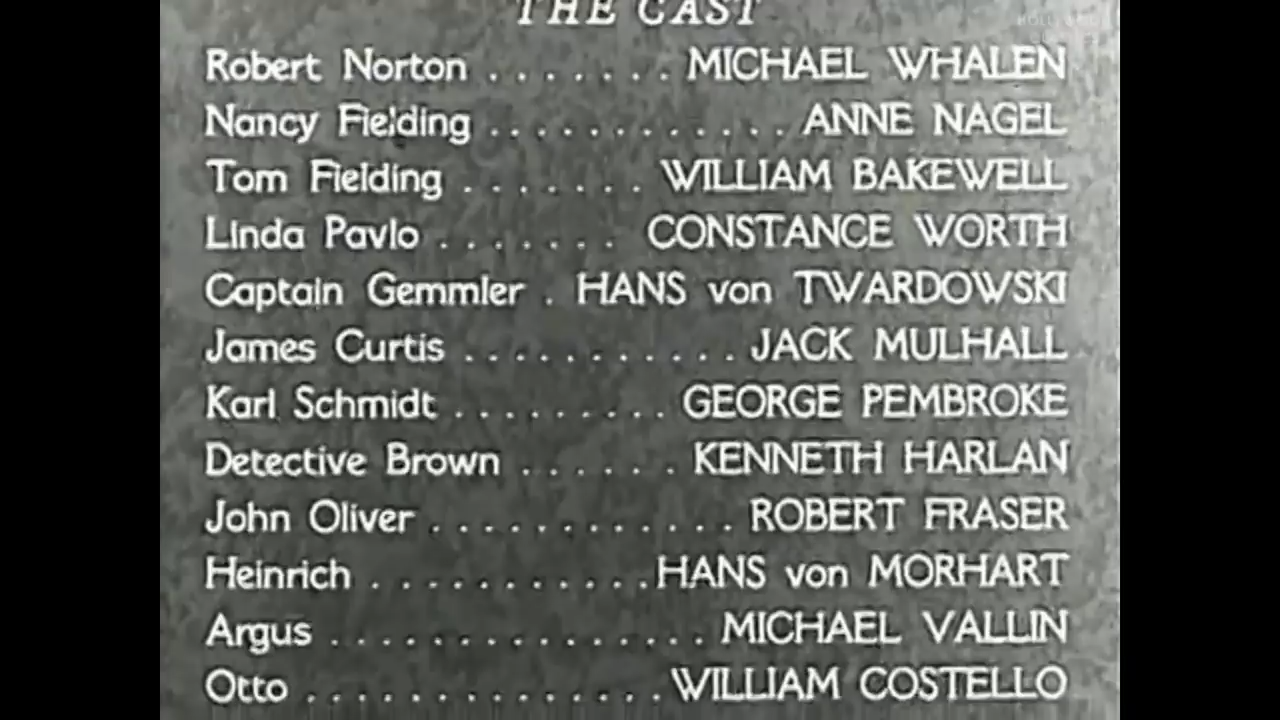 THE CAST
Robert Norton . . . . . . . MICHAEL WHALEN
Nancy Fielding . . . . . . . . . . . . ANNE NAGEL
Tom Fielding . . . . . . . WILLIAM BAKEWELL
Linda Pavlo . . . . . . . CONSTANCE WORTH
Captain Gemmler . HANS von TWARDOWSKI
James Curtis . . . . . . . . . . . JACK MULHALL
Karl Schmidt . . . . . . . . . GEORGE PEMBROKE
Detective Brown . . . . . . KENNETH HARLAN
John Oliver . . . . . . . . . . . . ROBERT FRASER
Heinrich . . . . . . . . . . . HANS von MORHART
Argus . . . . . . . . . . . . . . . MICHAEL VALLIN
Otto . . . . . . . . . . . . . . WILLIAM COSTELLO